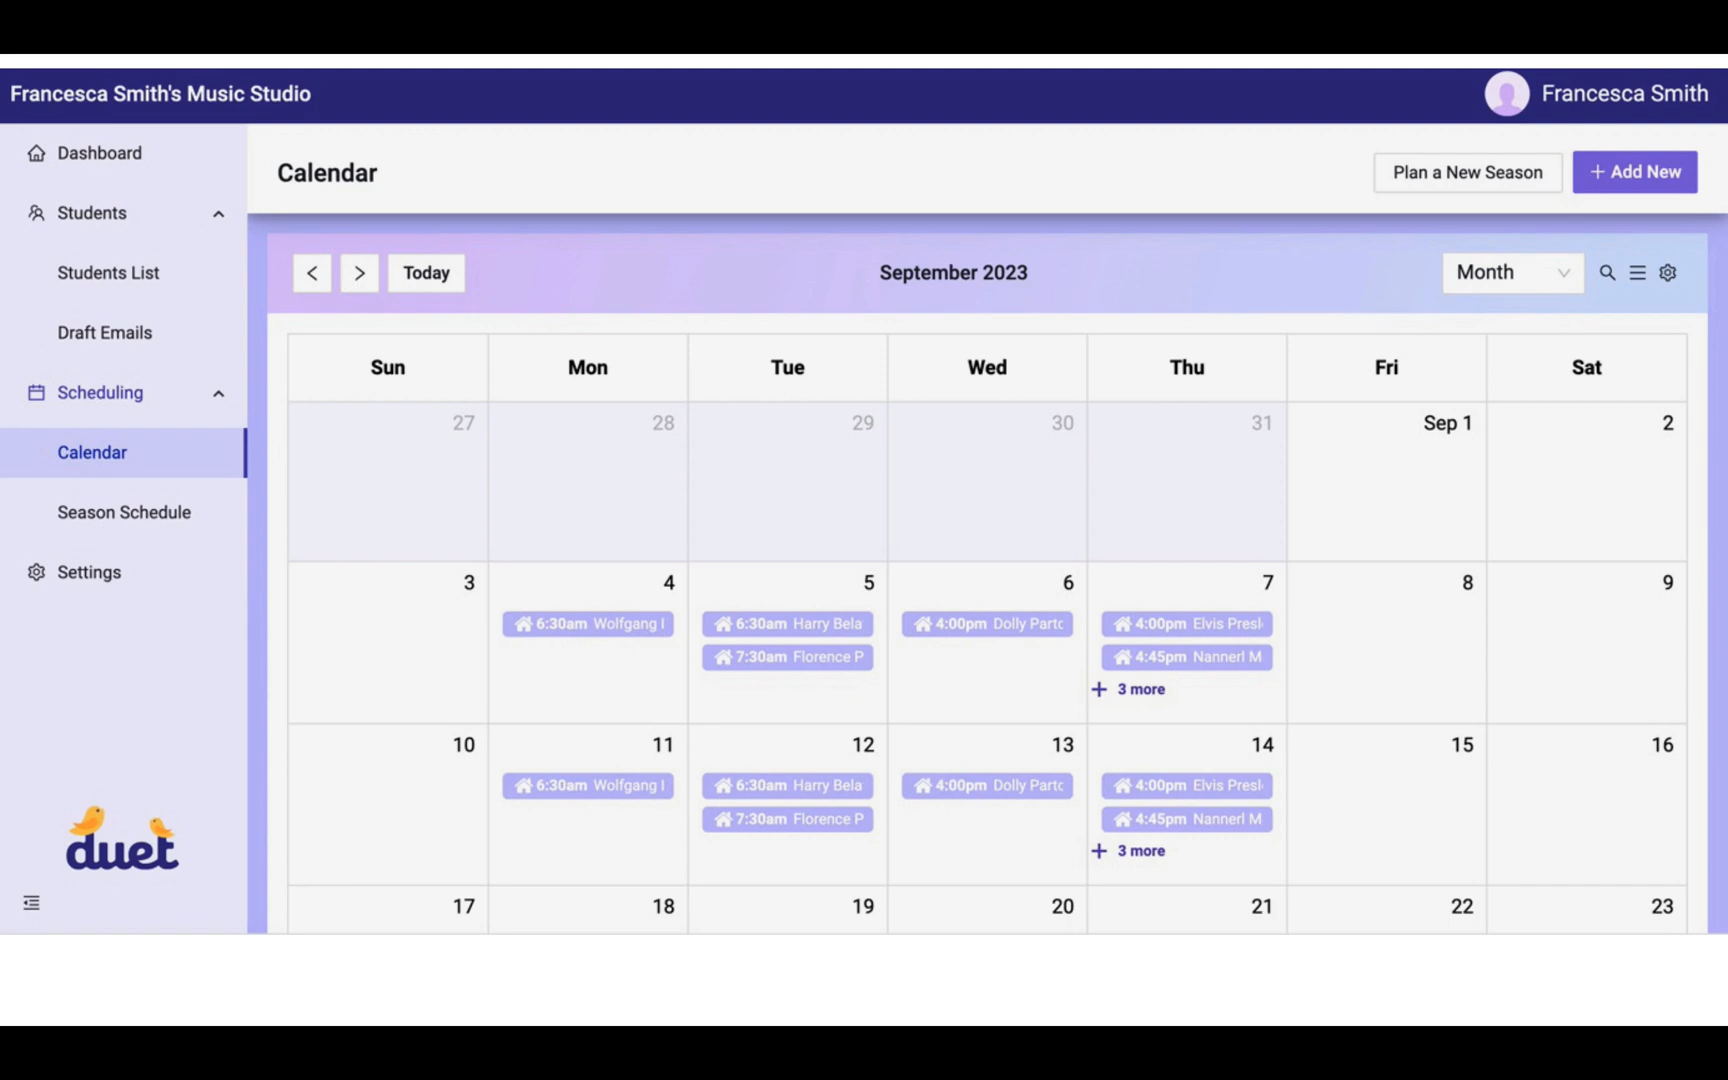 Francesca Smith's Music Studio
Francesca Smith
Dashboard
Students
Students List
Draft Emails
Scheduling
Calendar
Season Schedule
Settings
duet
Calendar
Plan a New Season
+ Add New
< > Today
September 2023
Month
Sun Mon Tue Wed Thu Fri Sat
27 28 29 30 31 Sep 1 2
3 4 5 6 7 8 9
6:30am Wolfgang
6:30am Harry Bela
4:00pm Dolly Parto
4:00pm Elvis Presl
7:30am Florence P
4:45pm Nannerl M
+ 3 more
10 11 12 13 14 15 16
6:30am Wolfgang
6:30am Harry Bela
4:00pm Dolly Parto
4:00pm Elvis Presl
7:30am Florence P
4:45pm Nannerl M
+ 3 more
17 18 19 20 21 22 23